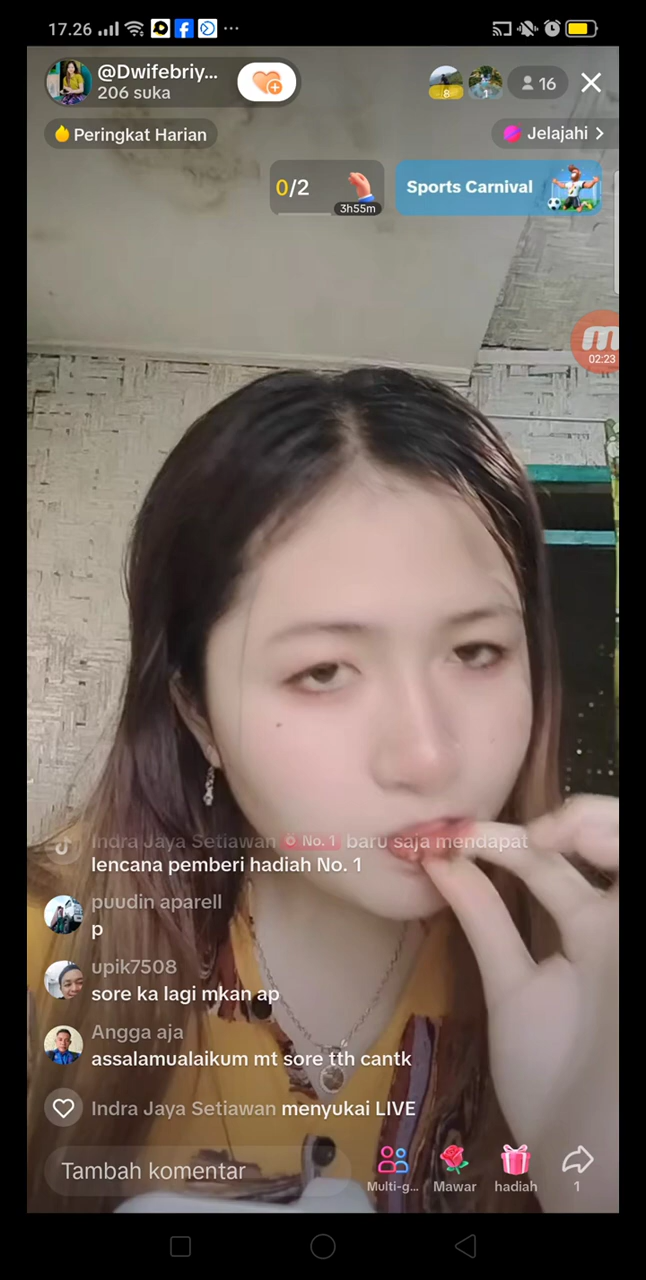 17.26
@Dwifebriy...
206 suka
8
1
16
Peringkat Harian
Jelajahi
0/2
3h55m
Sports Carnival
02:23
Indra Jaya Setiawan No. 1 baru saja mendapat
lencana pemberi hadiah No. 1
puudin aparell
p
upik7508
sore ka lagi mkan ap
Angga aja
assalamualaikum mt sore tth cantk
Indra Jaya Setiawan menyukai LIVE
Tambah komentar
Multi-g...
Mawar
hadiah
1